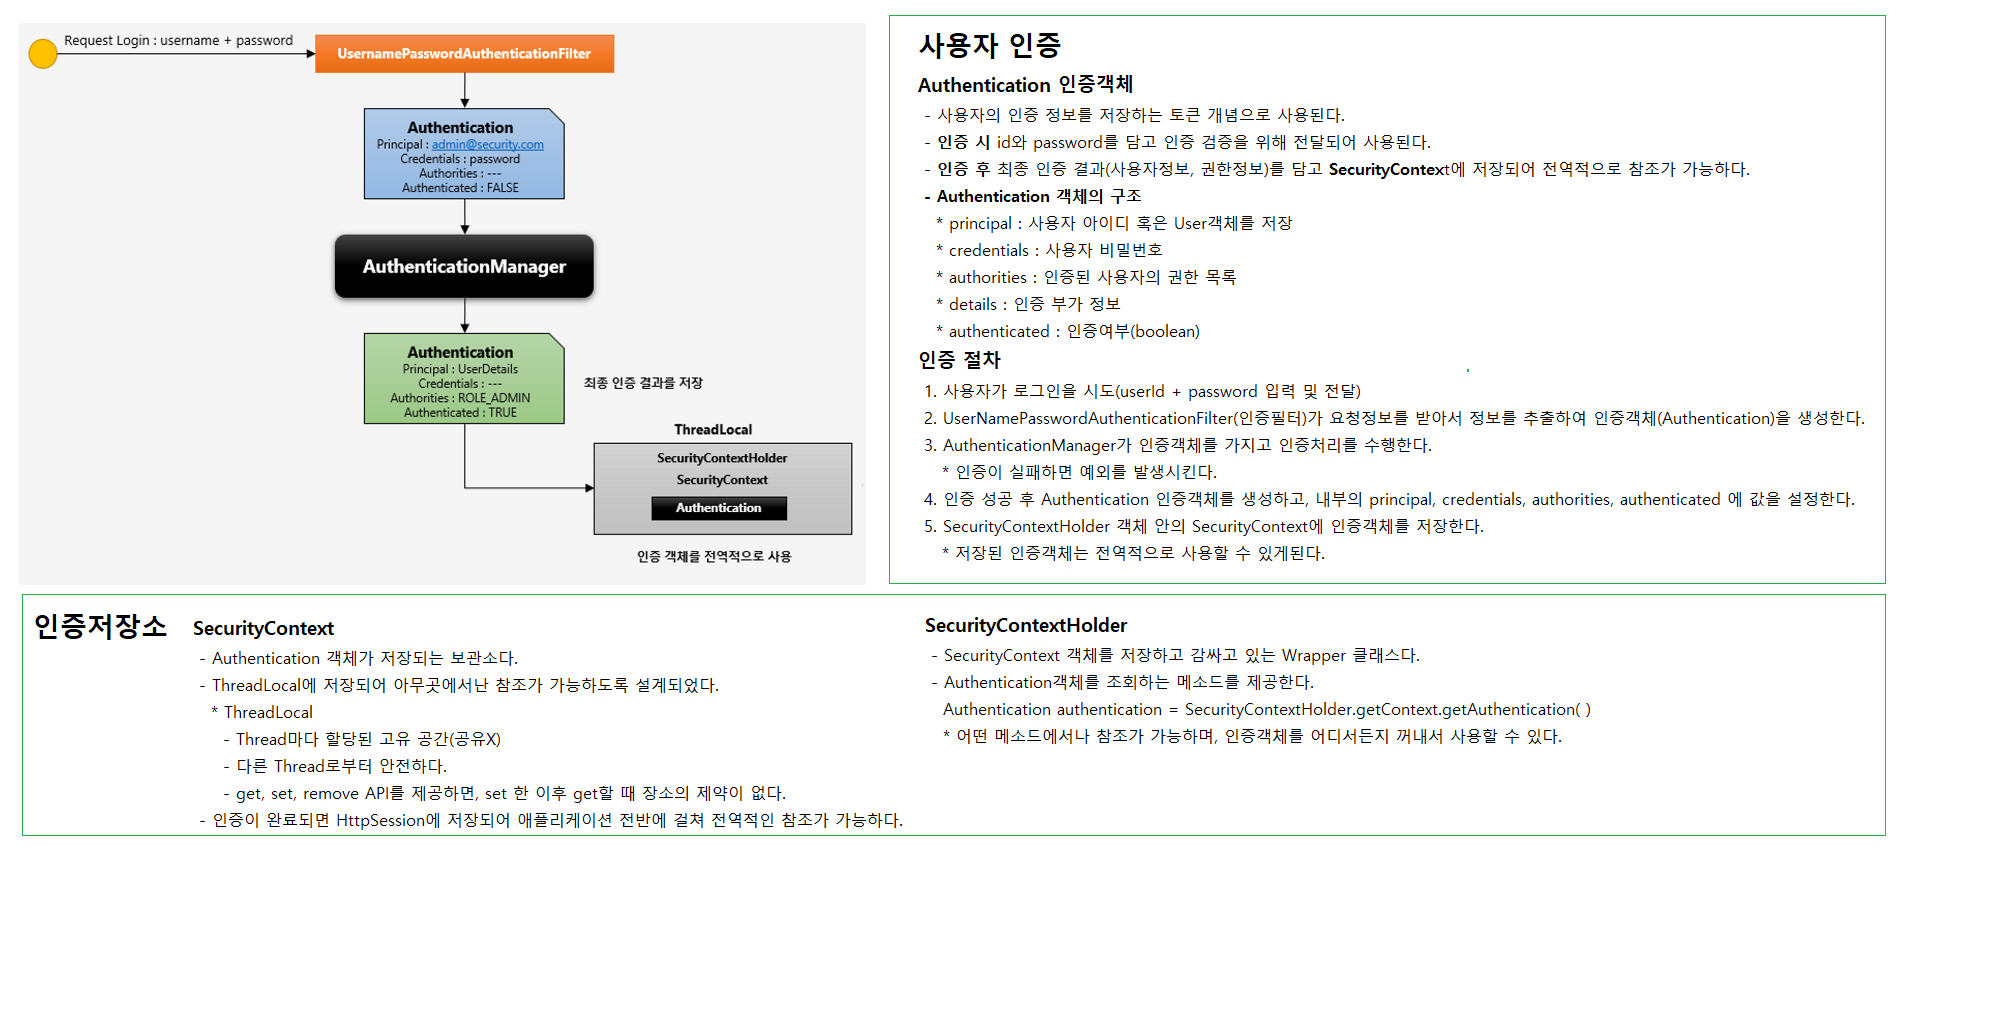 Request Login : username + password
UsernamePasswordAuthenticationFilter
Authentication
Principal : admin@security.com
Credentials : password
Authorities : ---
Authenticated : FALSE
AuthenticationManager
Authentication
Principal : UserDetails
Credentials : ---
Authorities : ROLE_ADMIN
Authenticated : TRUE
최종 인증 결과를 저장
ThreadLocal
SecurityContextHolder
SecurityContext
Authentication
인증 객체를 전역적으로 사용
사용자 인증
Authentication 인증객체
- 사용자의 인증 정보를 저장하는 토큰 개념으로 사용된다.
- 인증 시 id와 password를 담고 인증 검증을 위해 전달되어 사용된다.
- 인증 후 최종 인증 결과(사용자정보, 권한정보)를 담고 SecurityContext에 저장되어 전역적으로 참조가 가능하다.
- Authentication 객체의 구조
* principal : 사용자 아이디 혹은 User객체를 저장
* credentials : 사용자 비밀번호
* authorities : 인증된 사용자의 권한 목록
* details : 인증 부가 정보
* authenticated : 인증여부(boolean)
인증 절차
1. 사용자가 로그인을 시도(userId + password 입력 및 전달)
2. UserNamePasswordAuthenticationFilter(인증필터)가 요청정보를 받아서 정보를 추출하여 인증객체(Authentication)을 생성한다.
3. AuthenticationManager가 인증객체를 가지고 인증처리를 수행한다.
* 인증이 실패하면 예외를 발생시킨다.
4. 인증 성공 후 Authentication 인증객체를 생성하고, 내부의 principal, credentials, authorities, authenticated 에 값을 설정한다.
5. SecurityContextHolder 객체 안의 SecurityContext에 인증객체를 저장한다.
* 저장된 인증객체는 전역적으로 사용할 수 있게된다.
인증저장소
SecurityContext
- Authentication 객체가 저장되는 보관소다.
- ThreadLocal에 저장되어 아무곳에서난 참조가 가능하도록 설계되었다.
* ThreadLocal
- Thread마다 할당된 고유 공간(공유X)
- 다른 Thread로부터 안전하다.
- get, set, remove API를 제공하면, set 한 이후 get할 때 장소의 제약이 없다.
- 인증이 완료되면 HttpSession에 저장되어 애플리케이션 전반에 걸쳐 전역적인 참조가 가능하다.
SecurityContextHolder
- SecurityContext 객체를 저장하고 감싸고 있는 Wrapper 클래스다.
- Authentication객체를 조회하는 메소드를 제공한다.
Authentication authentication = SecurityContextHolder.getContext.getAuthentication( )
* 어떤 메소드에서나 참조가 가능하며, 인증객체를 어디서든지 꺼내서 사용할 수 있다.